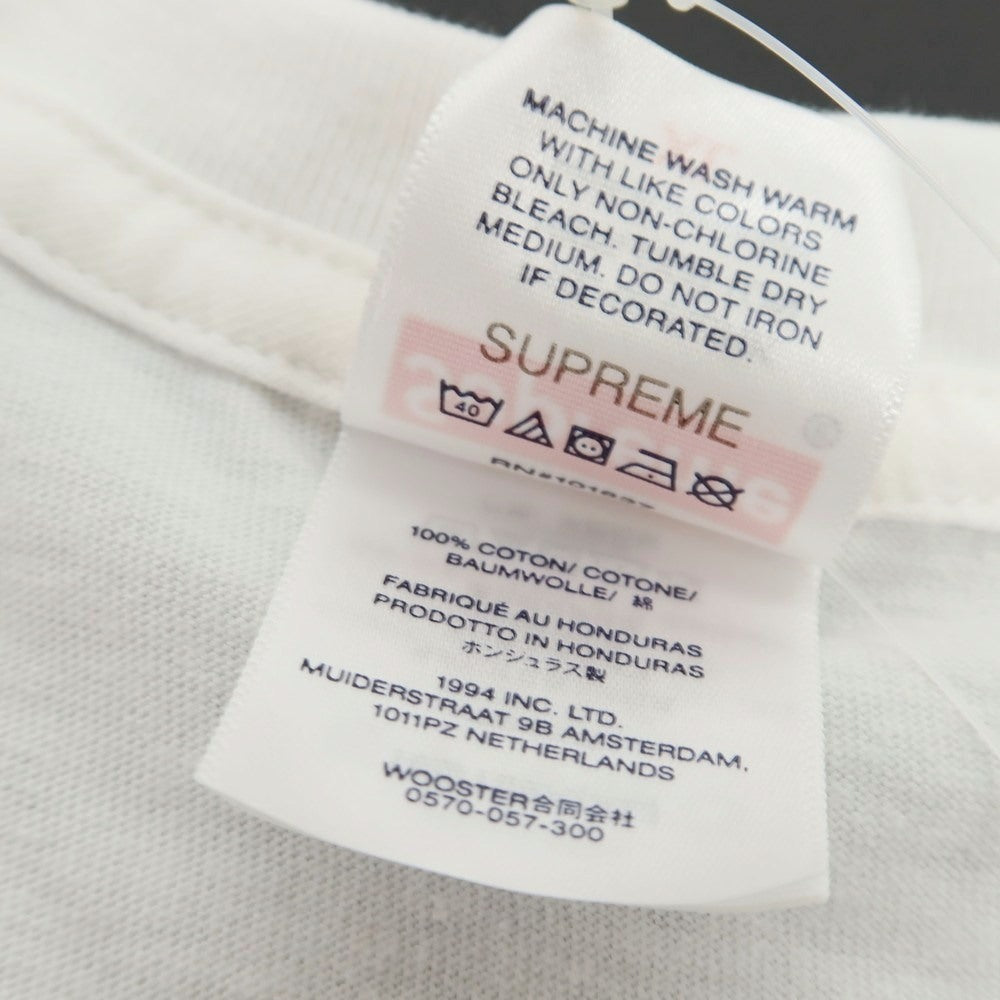 MACHINE WASH WARM
WITH LIKE COLORS
ONLY NON-CHLORINE
BLEACH. TUMBLE DRY
MEDIUM. DO NOT IRON
IF DECORATED.
SUPREME
40
100% COTON/ COTONE/
BAUMWOLLE/ 綿
FABRIQUÉ AU HONDURAS
PRODOTTO IN HONDURAS
ホンジュラス製
1994 INC. LTD.
MUIDERSTRAAT 9B AMSTERDAM.
1011PZ NETHERLANDS
WOOSTER合同会社
0570-057-300